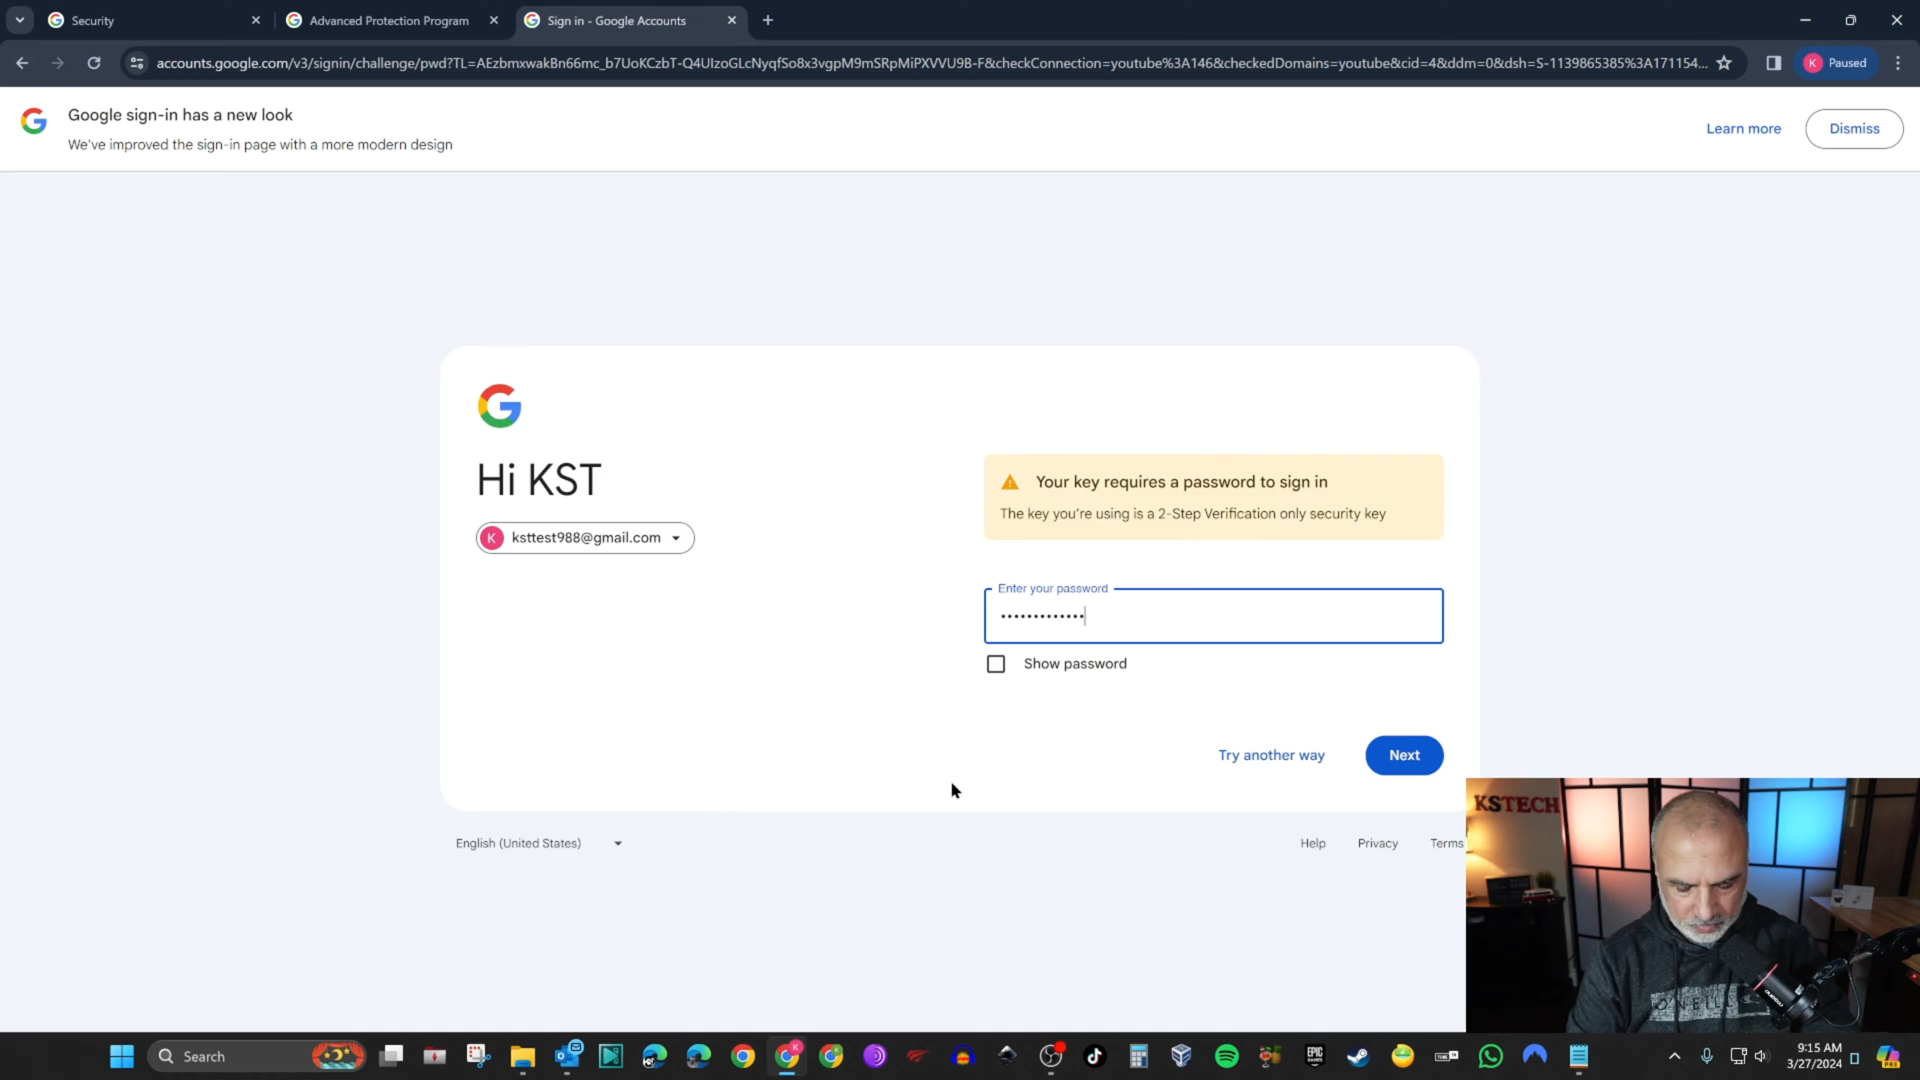 Security
Advanced Protection Program
Sign in - Google Accounts
accounts.google.com/v3/signin/challenge/pwd?TL=AEzbmxwakBn66mc_b7UoKCzbT-Q4UIzoGLcNyqfSo8x3vgpM9mSRpMiPXVVU9B-F&checkConnection=youtube%3A146&checkedDomains=youtube&cid=4&ddm=0&dsh=S-1139865385%3A171154...
K Paused
Google sign-in has a new look
We've improved the sign-in page with a more modern design
Learn more
Dismiss
Hi KST
K ksttest988@gmail.com
Your key requires a password to sign in
The key you're using is a 2-Step Verification only security key
Enter your password
Show password
Try another way
Next
English (United States)
Help
Privacy
Terms
KSTECH
Search
EPIC
GAMES
9:15 AM
3/27/2024